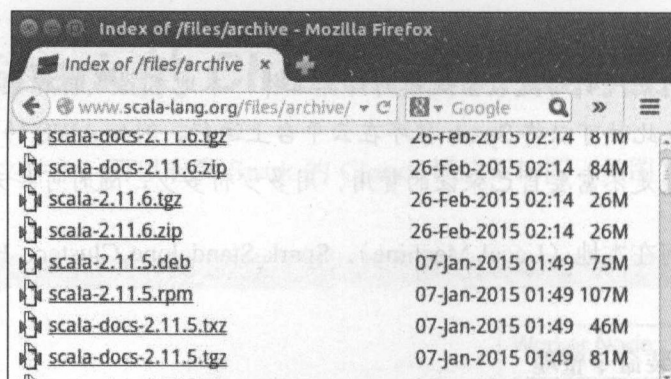 Index of /files/archive - Mozilla Firefox
Index of /files/archive ×
www.scala-lang.org/files/archive/ Google »
scala-docs-2.11.6.tgz 26-Feb-2015 02:14 81M
scala-docs-2.11.6.zip 26-Feb-2015 02:14 84M
scala-2.11.6.tgz 26-Feb-2015 02:14 26M
scala-2.11.6.zip 26-Feb-2015 02:14 26M
scala-2.11.5.deb 07-Jan-2015 01:49 75M
scala-2.11.5.rpm 07-Jan-2015 01:49 107M
scala-docs-2.11.5.txz 07-Jan-2015 01:49 46M
scala-docs-2.11.5.tgz 07-Jan-2015 01:49 81M